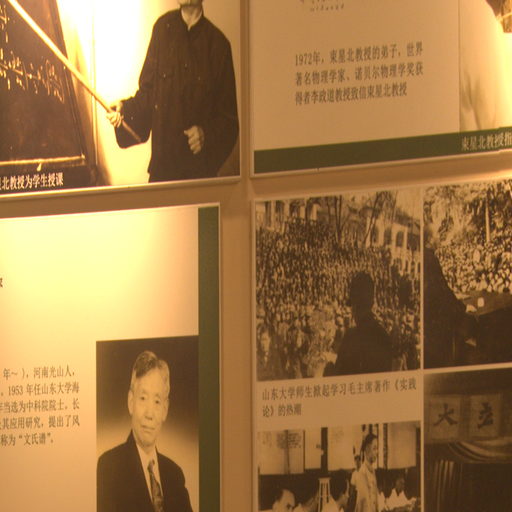 北教授为学生授课
1972年，束星北教授的弟子，世界
著名物理学家、诺贝尔物理学奖获
得者李政道教授致信束星北教授
束星北教授指
年～），河南光山人，
，1953 年任山东大学海
当选为中科院院士。长
及其应用研究，提出了风
称为“文氏谱”。
山东大学师生掀起学习毛主席著作《实践
论》的热潮
大 立